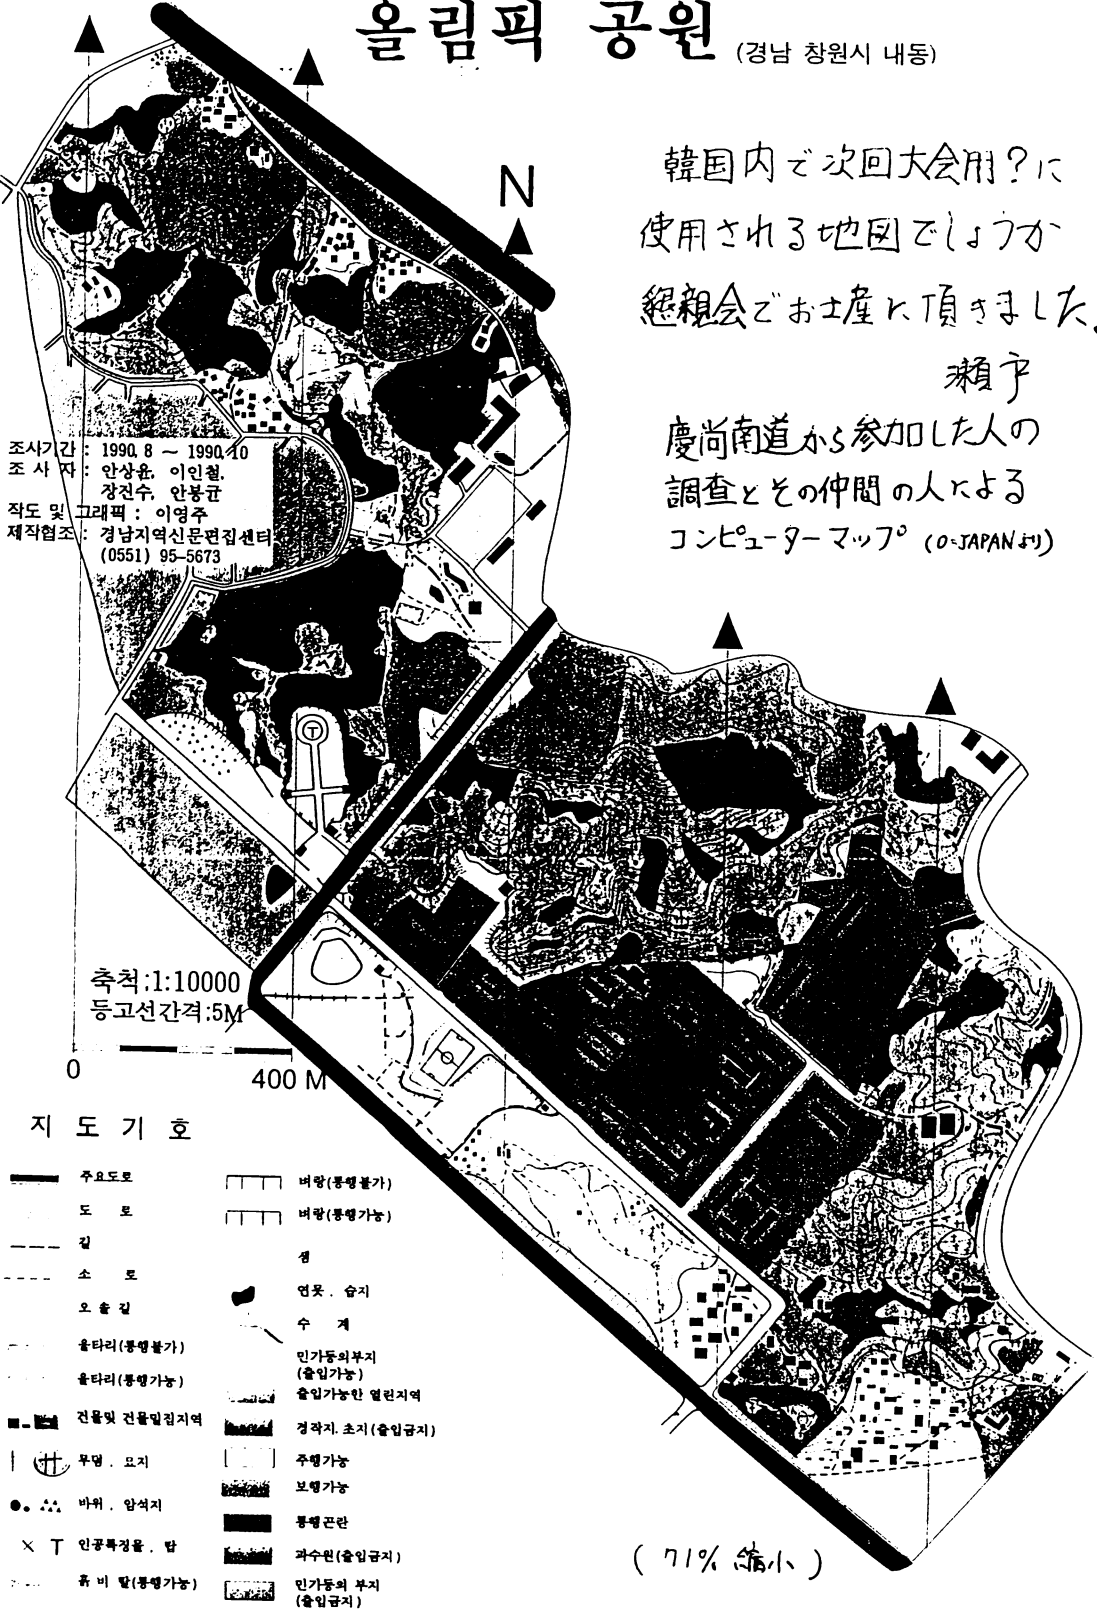 올림픽 공원 (경남 창원시 내동)
韓国内で次回大会用?に
使用される地図でしょうか
懇親会でお土産に頂きました.
瀬戸
慶尚南道から参加した人の
調査とその仲間の人による
コンピューターマップ (O-JAPANより)
N
조사기간 : 1990. 8 ~ 1990. 10
조 사 자 : 안상윤, 이인철,
장진수, 안봉균
작도 및 그래픽 : 이영주
제작협조 : 경남지역신문편집센터
(0551) 95-5673
T
축척:1:10000
등고선간격:5M
0 400 M
지 도 기 호
주요도로
도 로
길
소 로
오솔길
울타리(통행불가)
울타리(통행가능)
건물및 건물밀집지역
무덤, 묘지
바위, 암석지
× T 인공특징물, 탑
흙 비탈(통행가능)
벼랑(통행불가)
벼랑(통행가능)
샘
연못, 습지
수 계
민가등의부지
(출입가능)
출입가능한 열린지역
경작지.초지(출입금지)
주행가능
보행가능
통행곤란
과수원(출입금지)
민가등의 부지
(출입금지)
(71% 縮小)